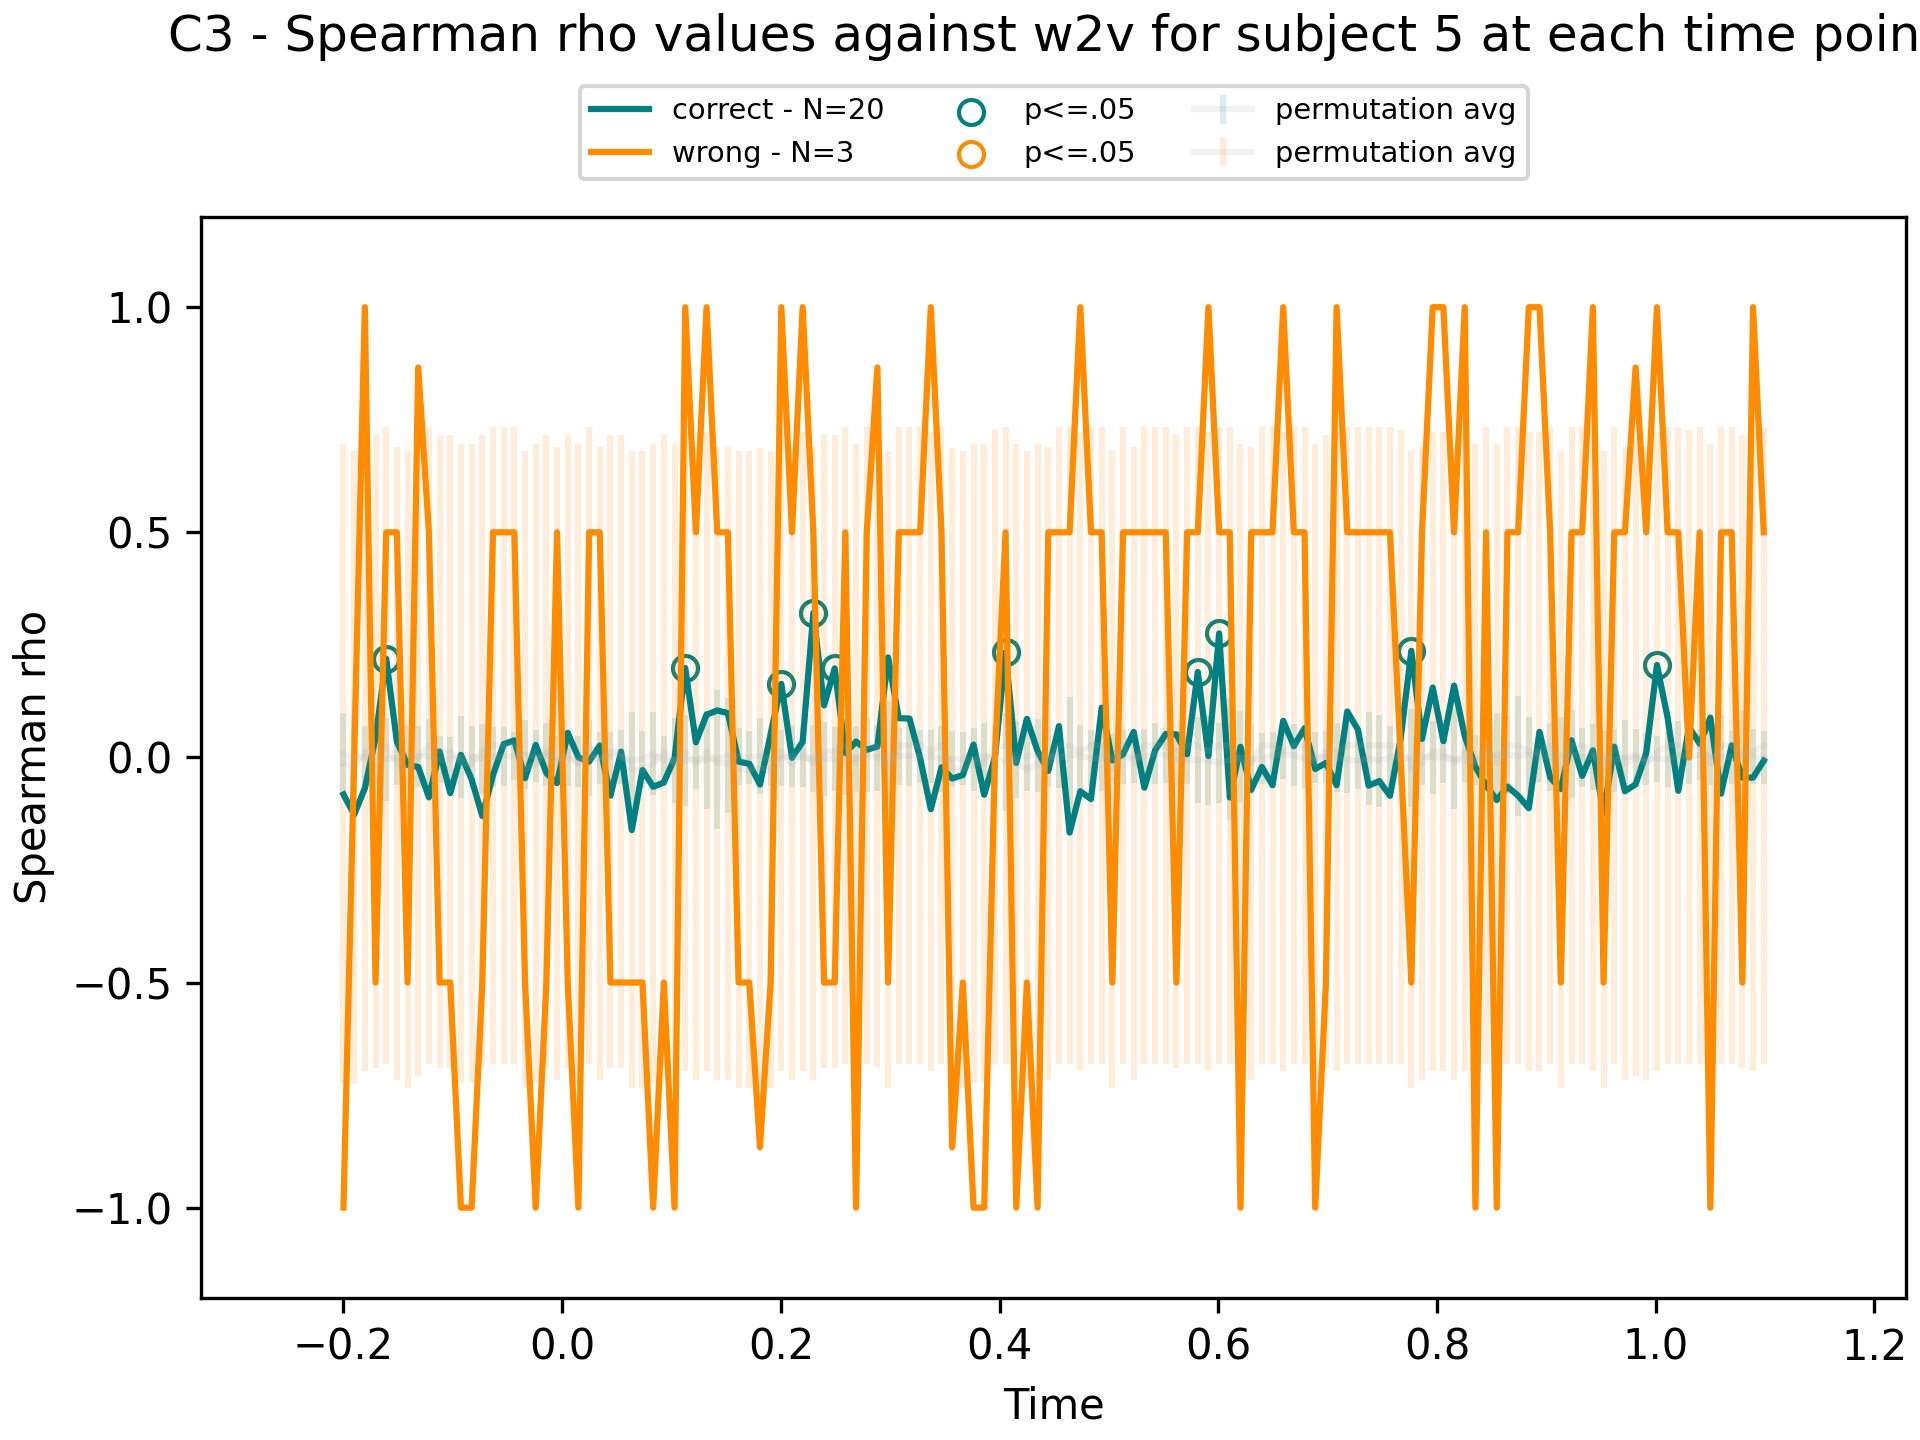 C3 - Spearman rho values against w2v for subject 5 at each time poin
correct - N=20
wrong - N=3
p<=.05
p<=.05
permutation avg
permutation avg
Spearman rho
1.0
0.5
0.0
−0.5
−1.0
−0.2 0.0 0.2 0.4 0.6 0.8 1.0 1.2
Time